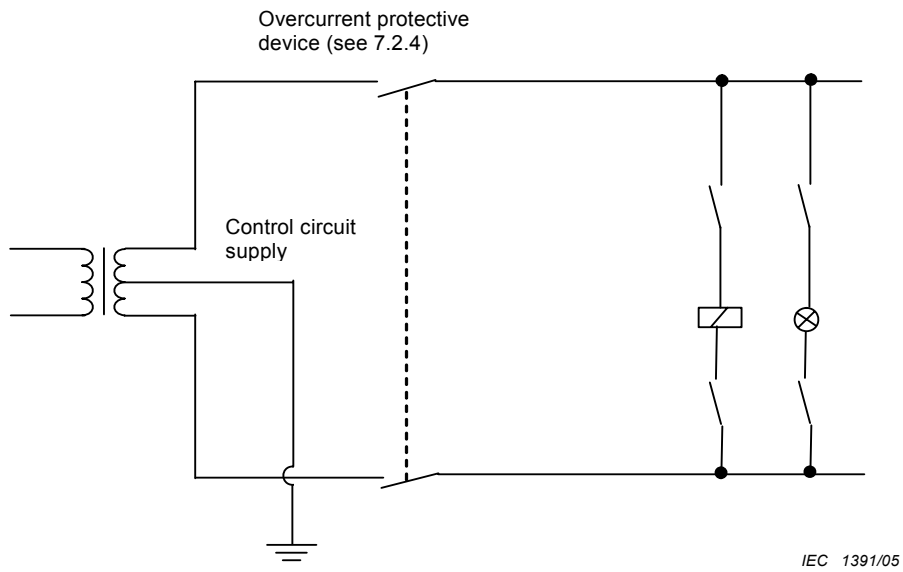 Overcurrent protective
device (see 7.2.4)
Control circuit
supply
IEC 1391/05